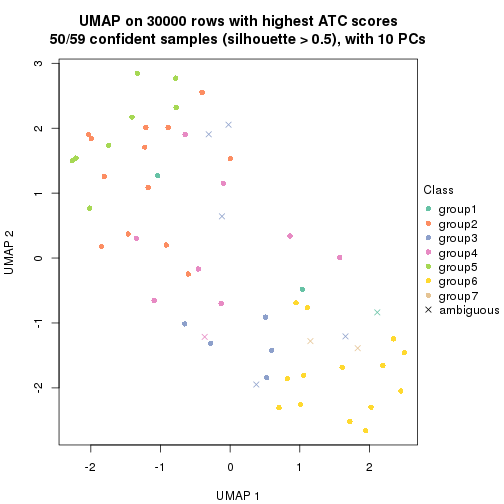 UMAP on 30000 rows with highest ATC scores
50/59 confident samples (silhouette > 0.5), with 10 PCs
3
2
1
0
-1
-2
UMAP 2
-2
-1
0
1
2
UMAP 1
Class
group1
group2
group3
group4
group5
group6
group7
ambiguous